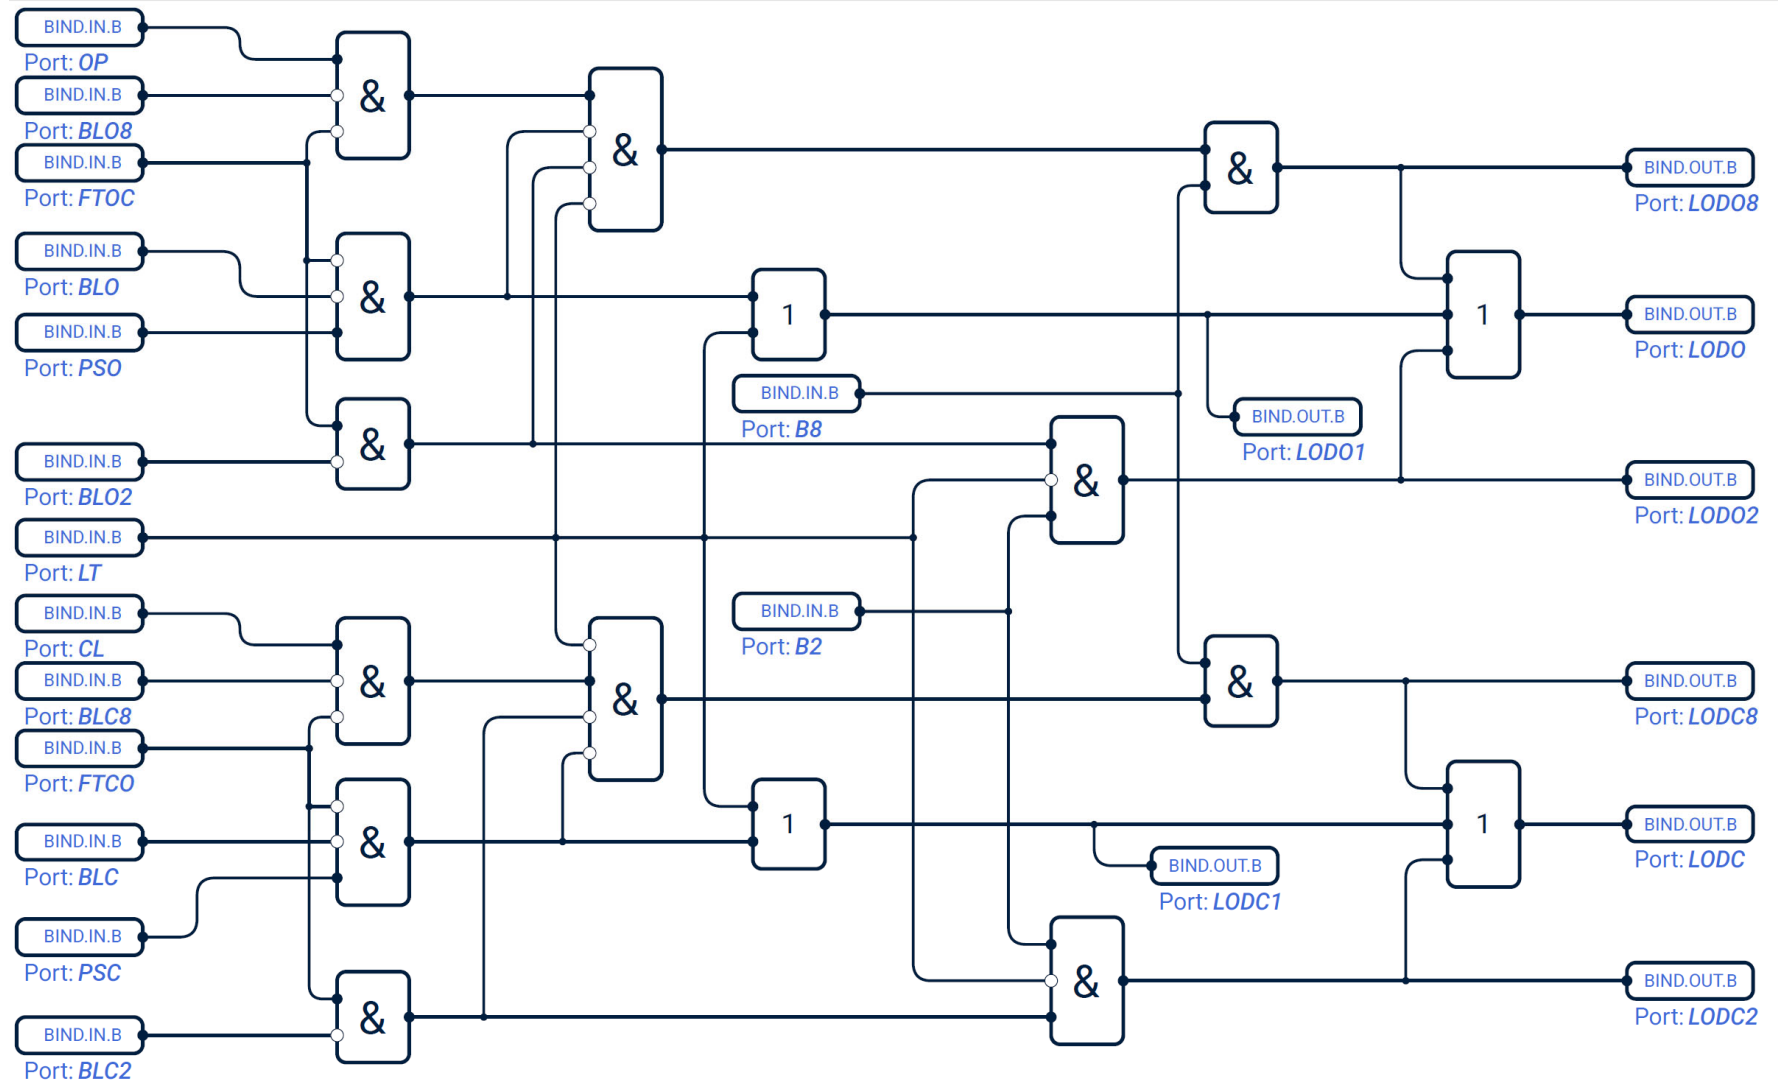 BIND.IN.B
Port: OP
BIND.IN.B
Port: BLO8
BIND.IN.B
Port: FTOC
BIND.IN.B
Port: BLO
BIND.IN.B
Port: PSO
BIND.IN.B
Port: BLO2
BIND.IN.B
Port: LT
BIND.IN.B
Port: CL
BIND.IN.B
Port: BLC8
BIND.IN.B
Port: FTCO
BIND.IN.B
Port: BLC
BIND.IN.B
Port: PSC
BIND.IN.B
Port: BLC2
&
&
&
&
&
&
&
&
1
BIND.IN.B
Port: B8
BIND.IN.B
Port: B2
1
&
&
&
BIND.OUT.B
Port: LODO1
&
BIND.OUT.B
Port: LODC1
1
1
BIND.OUT.B
Port: LODO8
BIND.OUT.B
Port: LODO
BIND.OUT.B
Port: LODO2
BIND.OUT.B
Port: LODC8
BIND.OUT.B
Port: LODC
BIND.OUT.B
Port: LODC2